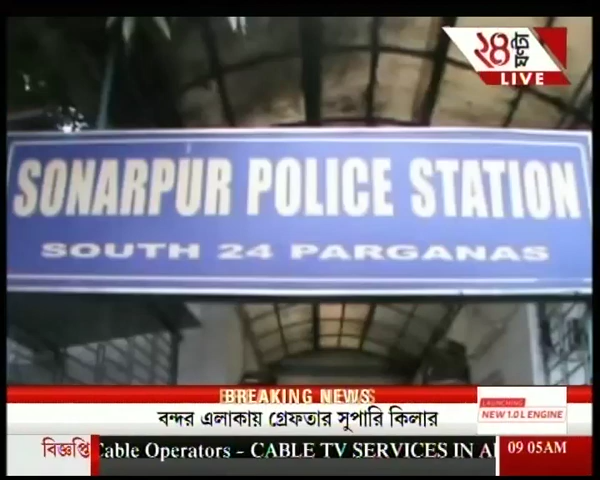 ২৪ ঘণ্টা
LIVE
SONARPUR POLICE STATION
SOUTH 24 PARGANAS
BREAKING NEWS
বন্দর এলাকায় গ্রেফতার সুপারি কিলার
LAUNCHING
NEW 1.0L ENGINE
বিজ্ঞপ্তি Cable Operators - CABLE TV SERVICES IN 09 05AM